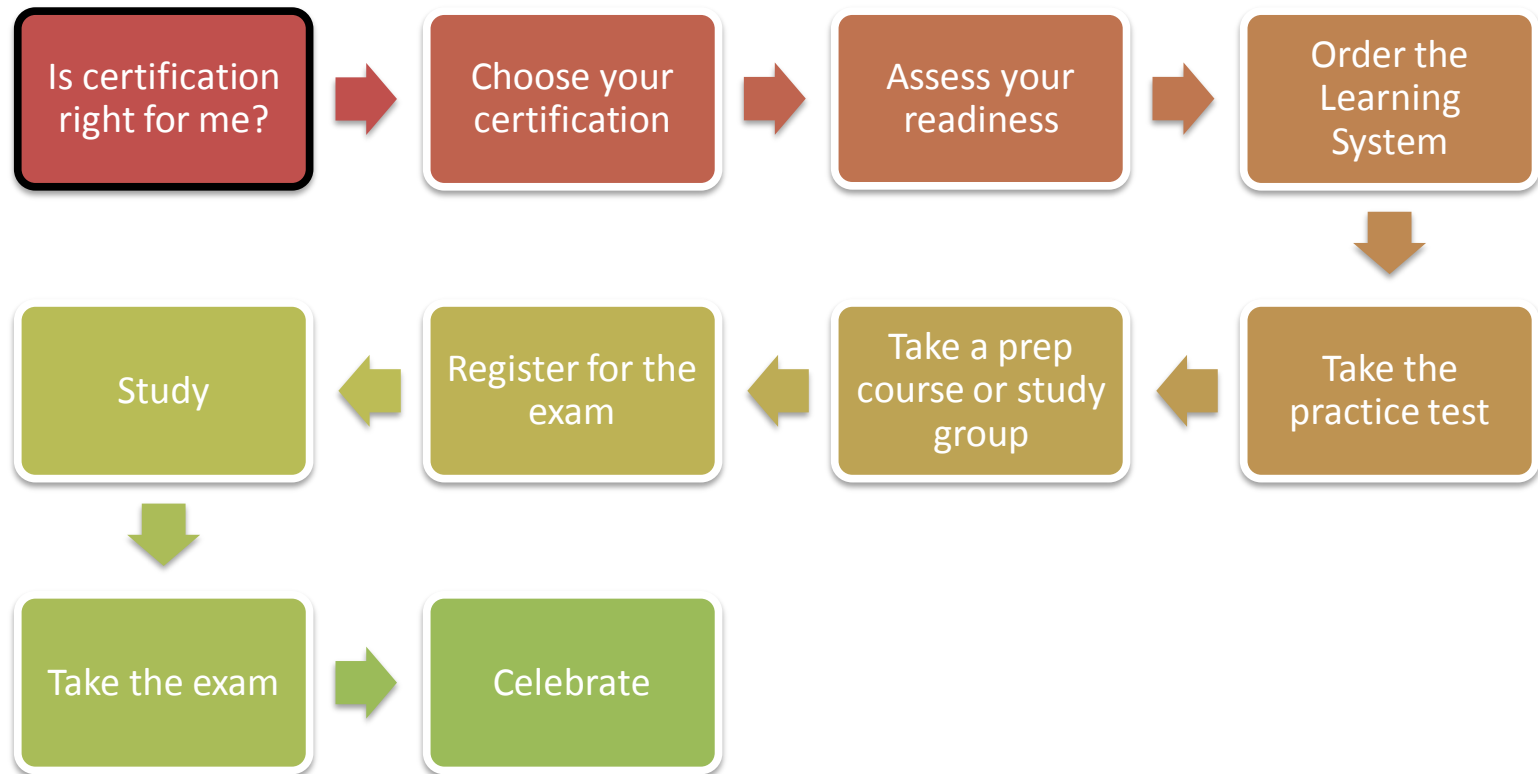 Is certification
right for me?
Choose your
certification
Assess your
readiness
Order the
Learning
System
Take the
practice test
Take a prep
course or study
group
Register for the
exam
Study
Take the exam
Celebrate